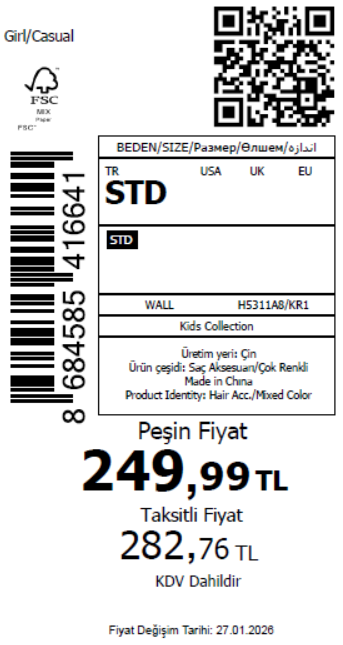 Girl/Casual
FSC
MIX
Paper
FSC™
BEDEN/SIZE/Размер/Өлшем/اندازه
TR USA UK EU
STD
STD
WALL H5311A8/KR1
Kids Collection
Üretim yeri: Çin
Ürün çeşidi: Saç Aksesuarı/Çok Renkli
Made in China
Product Identity: Hair Acc./Mixed Color
8 684585 416641
Peşin Fiyat
249,99 TL
Taksitli Fiyat
282,76 TL
KDV Dahildir
Fiyat Değişim Tarihi: 27.01.2026